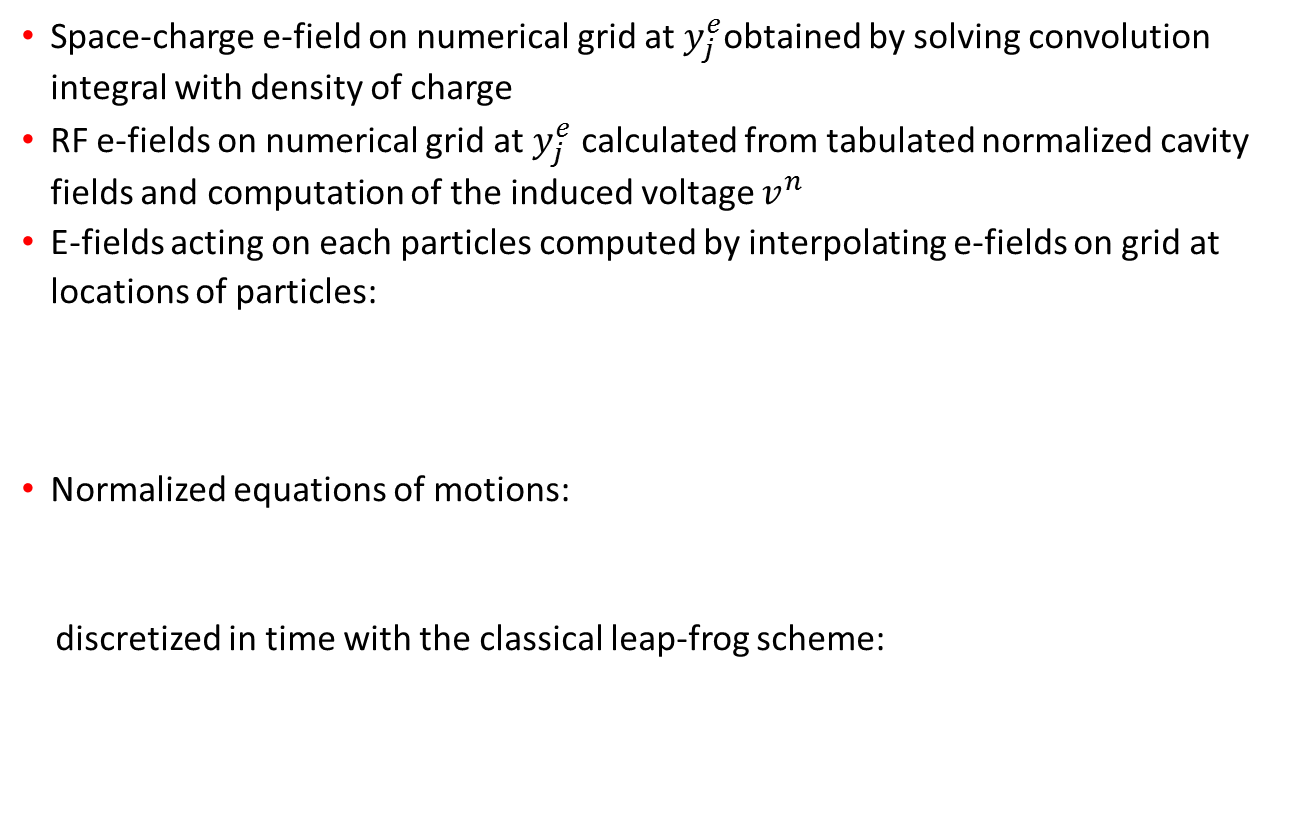 • Space-charge e-field on numerical grid at $y_j^e$ obtained by solving convolution
integral with density of charge
• RF e-fields on numerical grid at $y_j^e$ calculated from tabulated normalized cavity
fields and computation of the induced voltage $v^n$
• E-fields acting on each particles computed by interpolating e-fields on grid at
locations of particles:
• Normalized equations of motions:
discretized in time with the classical leap-frog scheme: